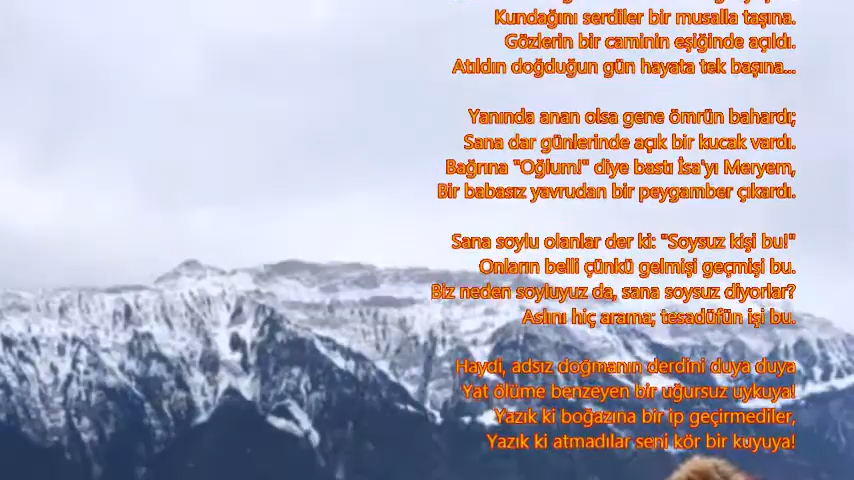 Kundağını serdiler bir musalla taşına.
Gözlerin bir caminin eşiğinde açıldı.
Atıldın doğduğun gün hayata tek başına...
Yanında anan olsa gene ömrün bahardı;
Sana dar günlerinde açık bir kucak vardı.
Bağrına "Oğlum!" diye bastı İsa'yı Meryem,
Bir babasız yavrudan bir peygamber çıkardı.
Sana soylu olanlar der ki: "Soysuz kişi bu!"
Onların belli çünkü gelmişi geçmişi bu.
Biz neden soyluyuz da, sana soysuz diyorlar?
Aslını hiç arama; tesadüfün işi bu.
Haydi, adsız doğmanın derdini duya duya
Yat ölüme benzeyen bir uğursuz uykuya!
Yazık ki boğazına bir ip geçirmediler,
Yazık ki atmadılar seni kör bir kuyuya!